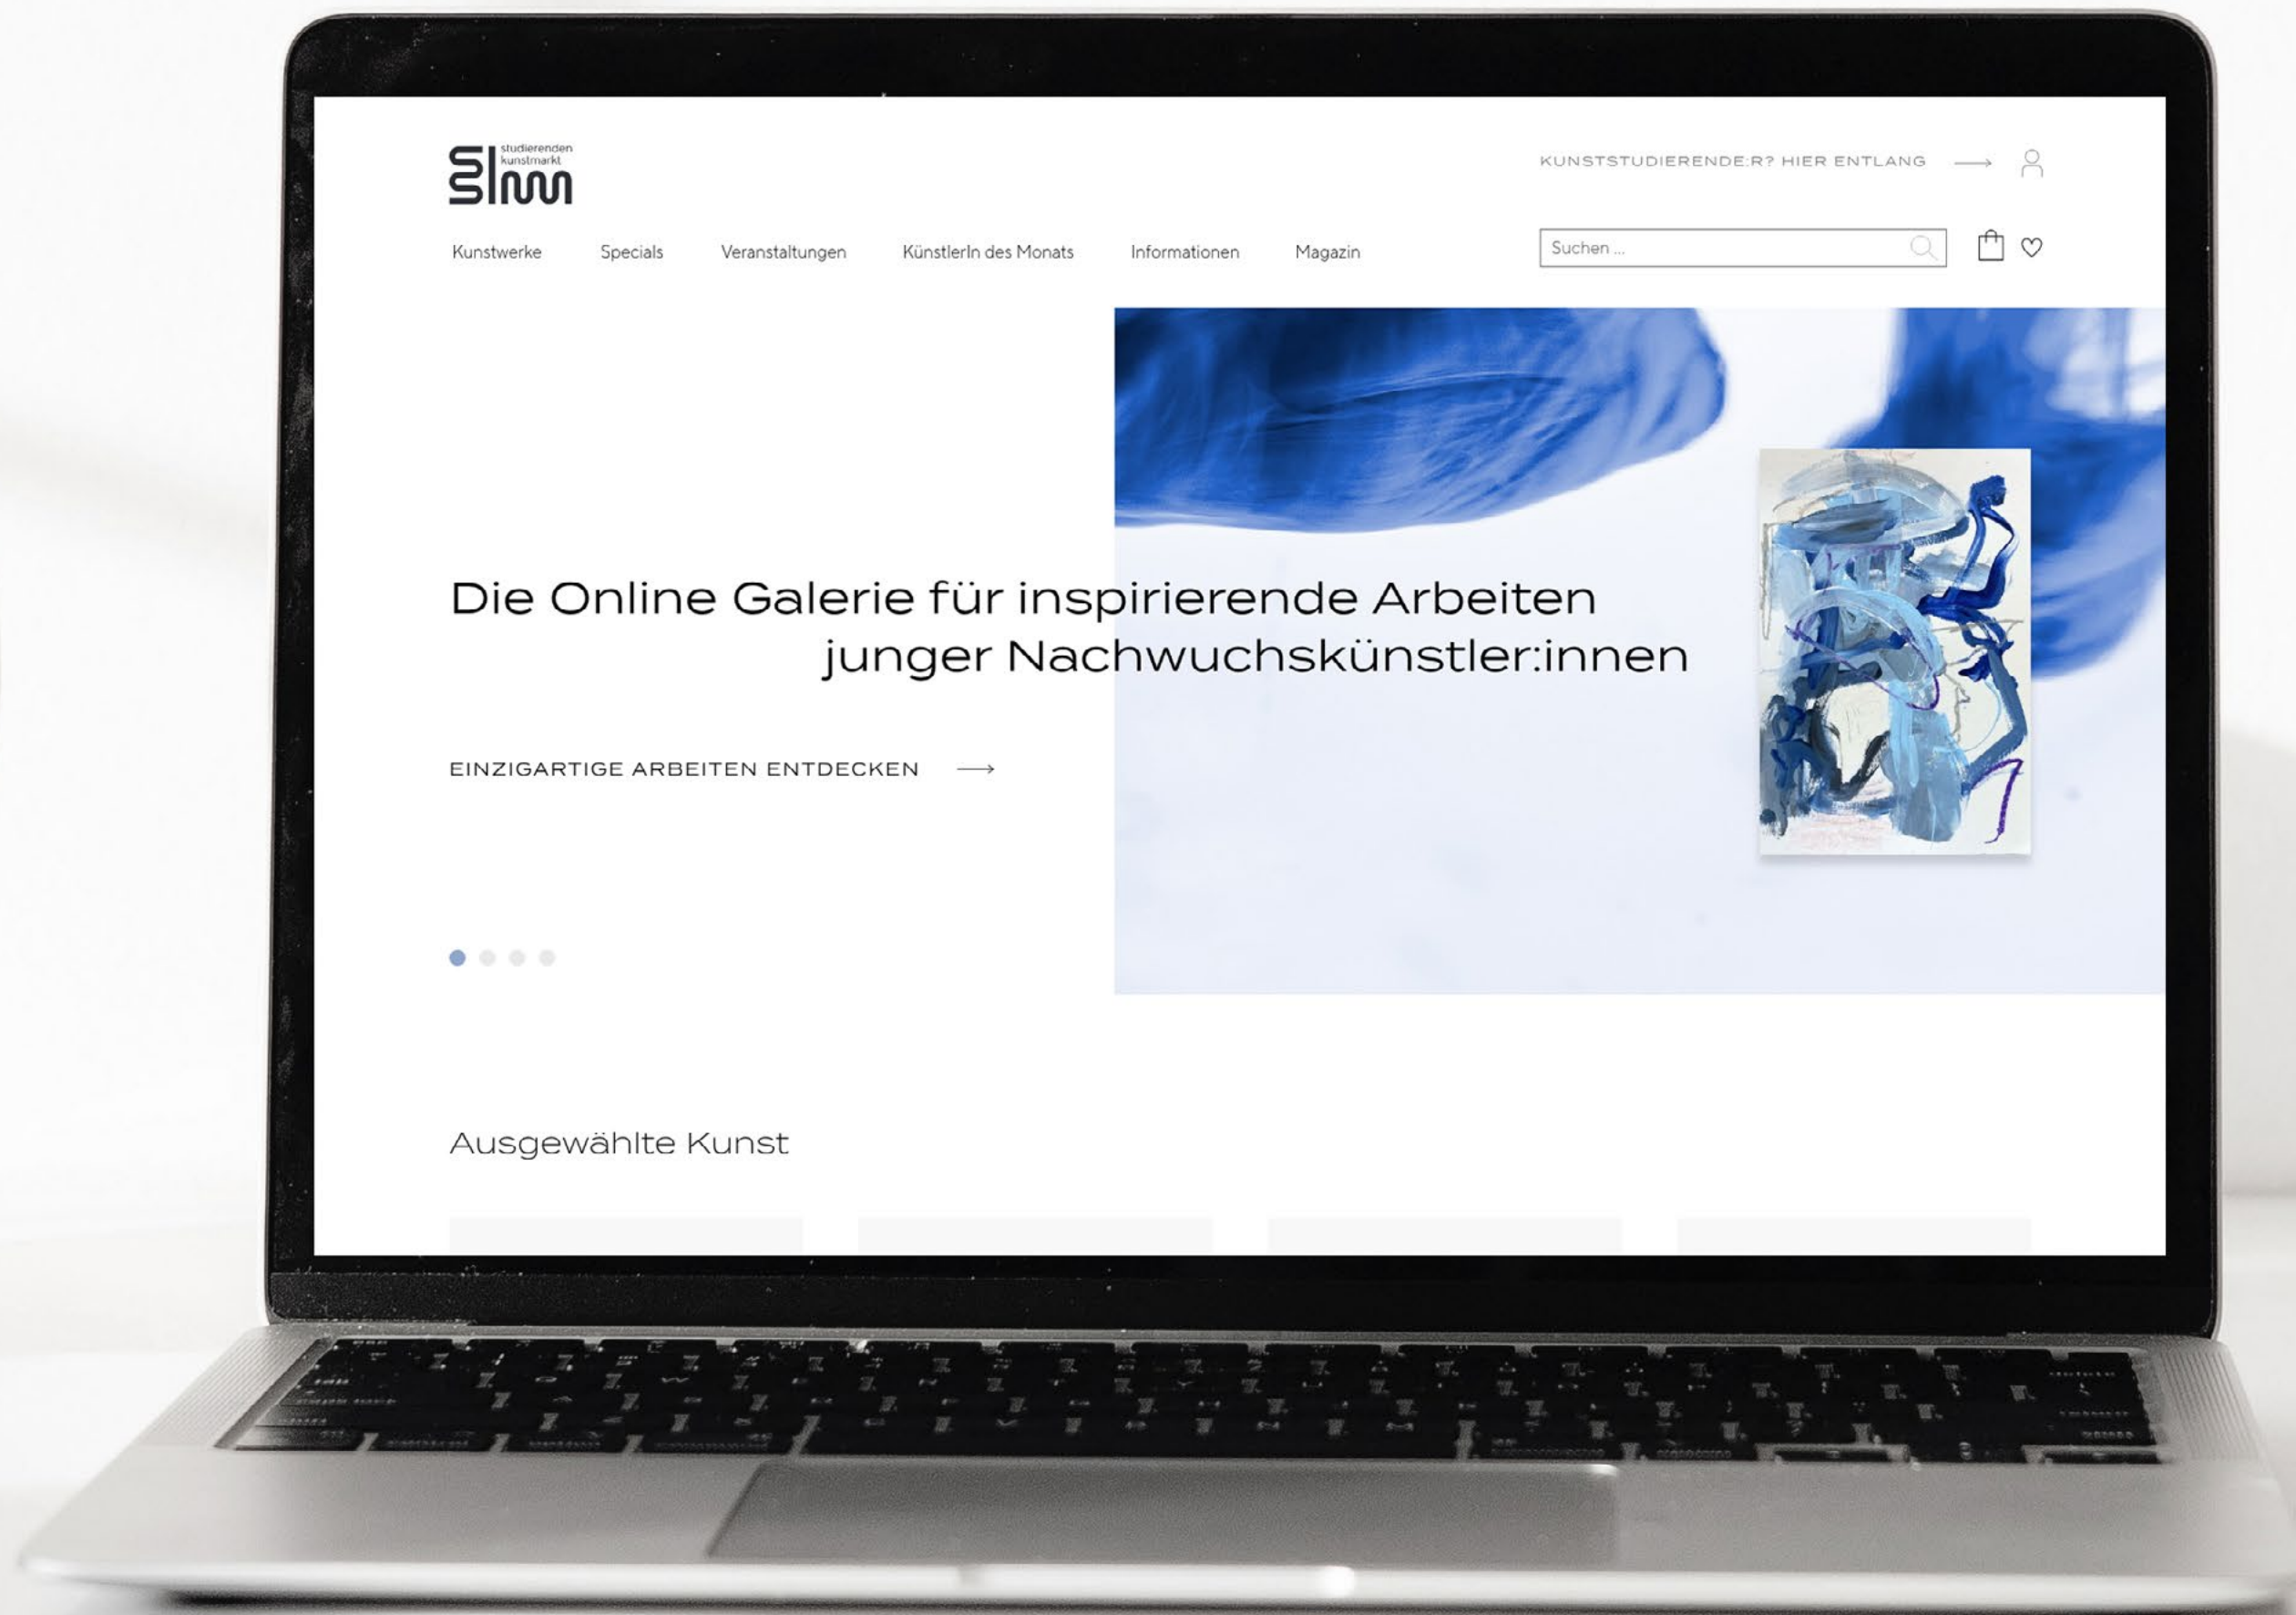 studierenden
kunstmarkt
KUNSTSTUDIERENDE:R? HIER ENTLANG
Kunstwerke
Specials
Veranstaltungen
KünstlerIn des Monats
Informationen
Magazin
Suchen ...
Die Online Galerie für inspirierende Arbeiten
junger Nachwuchskünstler:innen
EINZIGARTIGE ARBEITEN ENTDECKEN
Ausgewählte Kunst